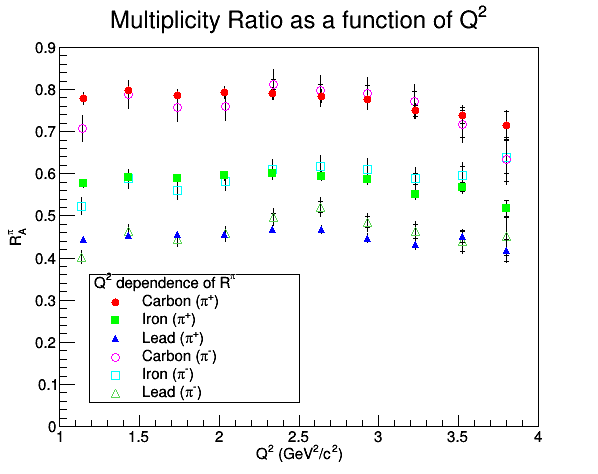 Multiplicity Ratio as a function of Q²
0.9
0.8
0.7
0.6
0.5
0.4
0.3
0.2
0.1
0
R_A^π
Q² dependence of R^π
Carbon (π⁺)
Iron (π⁺)
Lead (π⁺)
Carbon (π⁻)
Iron (π⁻)
Lead (π⁻)
1 1.5 2 2.5 3 3.5 4
Q² (GeV²/c²)